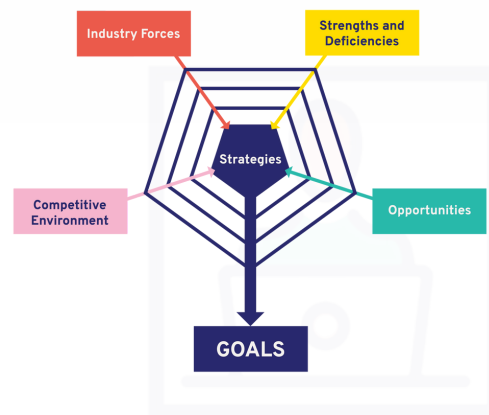 Industry Forces
Strengths and
Deficiencies
Strategies
Competitive
Environment
Opportunities
GOALS